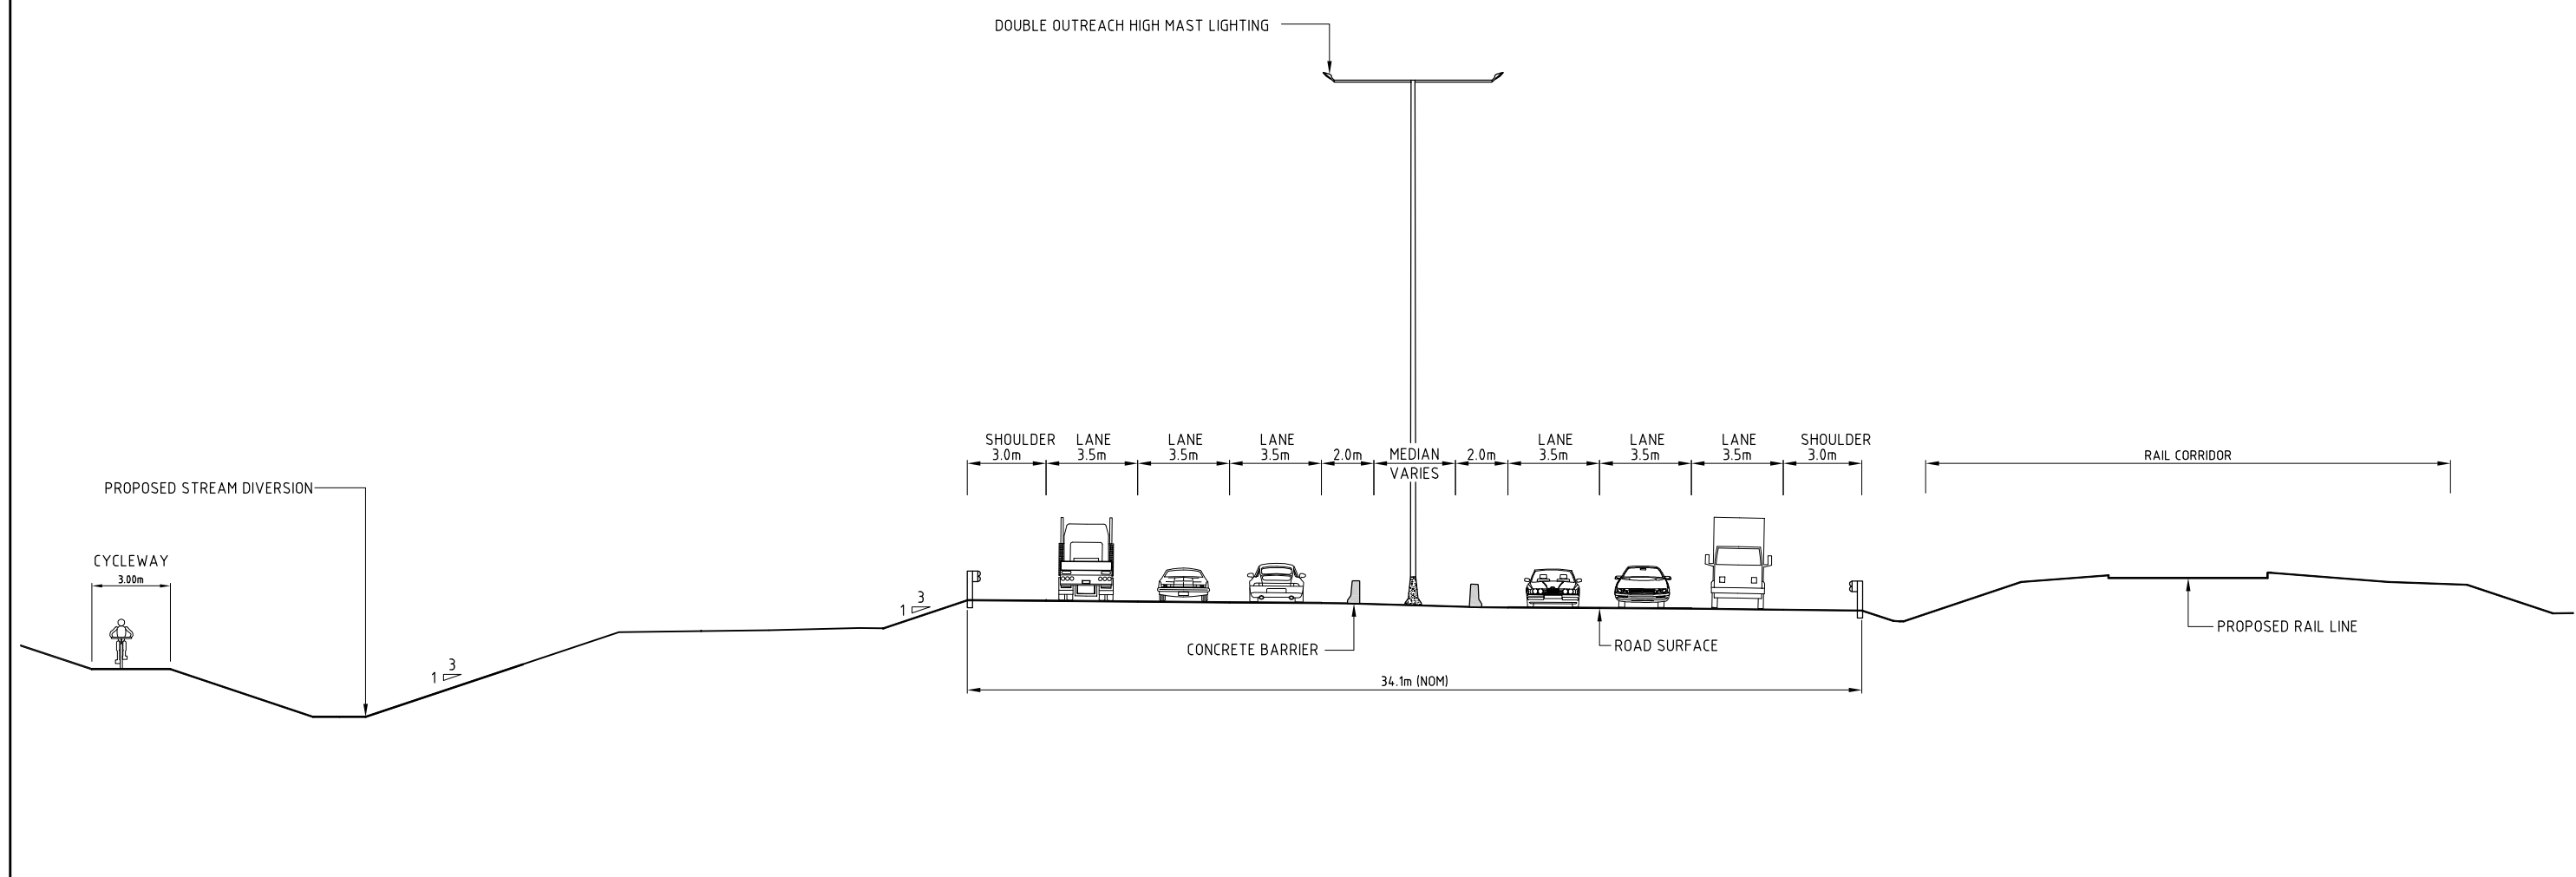 DOUBLE OUTREACH HIGH MAST LIGHTING
SHOULDER LANE LANE LANE MEDIAN LANE LANE LANE SHOULDER
3.0m 3.5m 3.5m 3.5m 2.0m VARIES 2.0m 3.5m 3.5m 3.5m 3.0m
RAIL CORRIDOR
PROPOSED STREAM DIVERSION
CYCLEWAY
3.00m
3
1
PROPOSED RAIL LINE
CONCRETE BARRIER
ROAD SURFACE
3
1
34.1m (NOM)